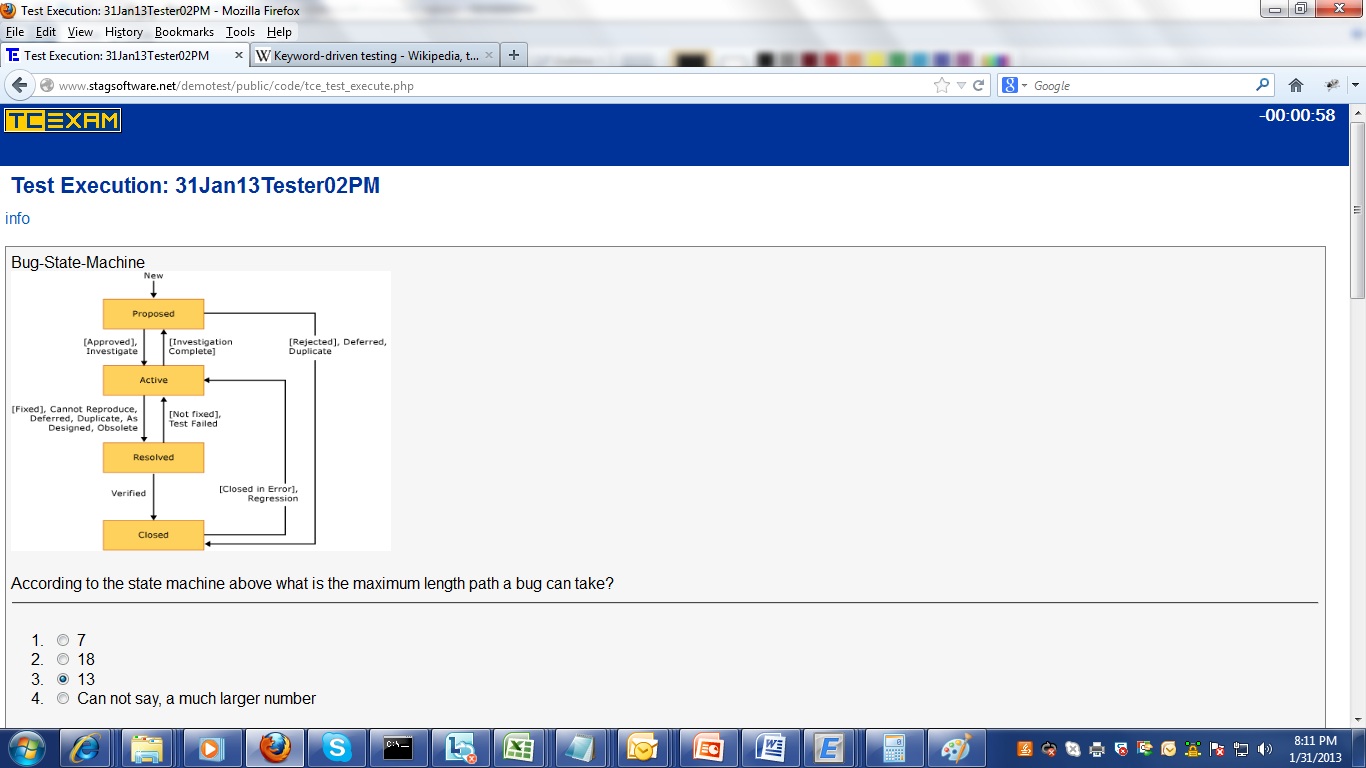 Test Execution: 31Jan13Tester02PM - Mozilla Firefox
File Edit View History Bookmarks Tools Help
Test Execution: 31Jan13Tester02PM
Keyword-driven testing - Wikipedia, t...
www.stagsoftware.net/demotest/public/code/tce_test_execute.php
Google
TCEXAM
-00:00:58
Test Execution: 31Jan13Tester02PM
info
Bug-State-Machine
New
Proposed
[Approved],
Investigate
[Investigation
Complete]
[Rejected], Deferred,
Duplicate
Active
[Fixed], Cannot Reproduce,
Deferred, Duplicate, As
Designed, Obsolete
[Not fixed],
Test Failed
Resolved
Verified
[Closed in Error],
Regression
Closed
According to the state machine above what is the maximum length path a bug can take?
1. 7
2. 18
3. 13
4. Can not say, a much larger number
8:11 PM
1/31/2013